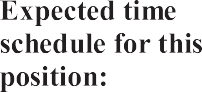 Expected time
schedule for this
position: